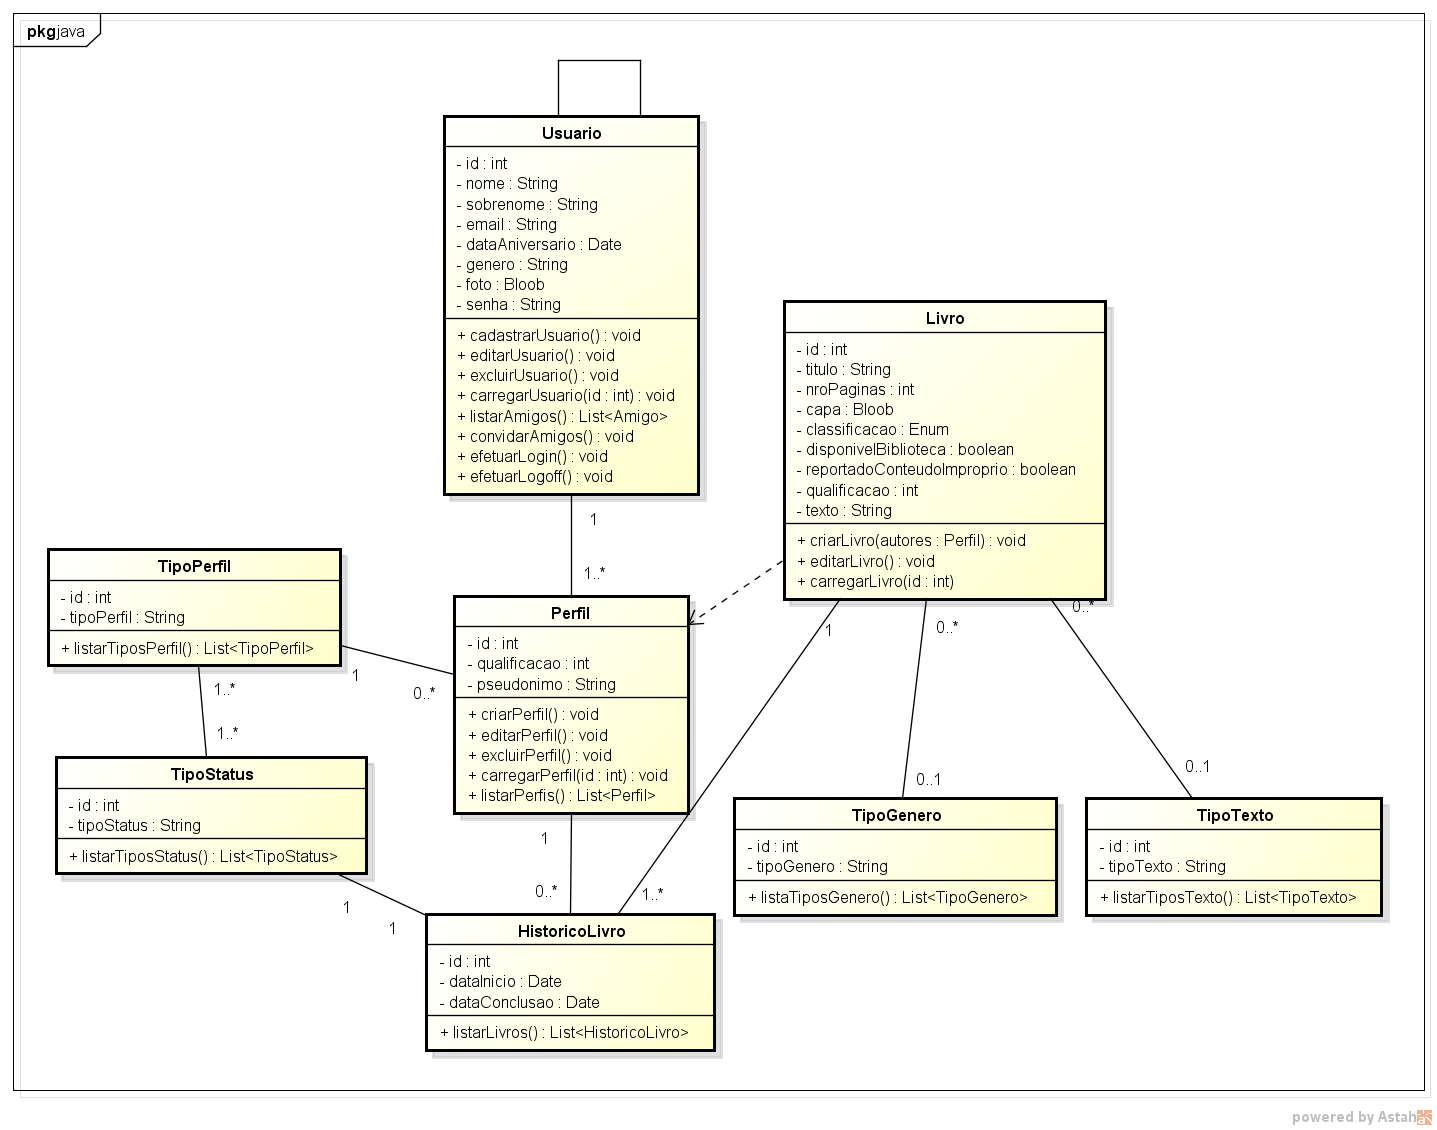 pkg java
Usuario
- id : int
- nome : String
- sobrenome : String
- email : String
- dataAniversario : Date
- genero : String
- foto : Bloob
- senha : String
+ cadastrarUsuario() : void
+ editarUsuario() : void
+ excluirUsuario() : void
+ carregarUsuario(id : int) : void
+ listarAmigos() : List<Amigo>
+ convidarAmigos() : void
+ efetuarLogin() : void
+ efetuarLogoff() : void
Livro
- id : int
- titulo : String
- nroPaginas : int
- capa : Bloob
- classificacao : Enum
- disponivelBiblioteca : boolean
- reportadoConteudoImproprio : boolean
- qualificacao : int
- texto : String
+ criarLivro(autores : Perfil) : void
+ editarLivro() : void
+ carregarLivro(id : int)
1
1..*
TipoPerfil
- id : int
- tipoPerfil : String
+ listarTiposPerfil() : List<TipoPerfil>
1
0..*
Perfil
- id : int
- qualificacao : int
- pseudonimo : String
+ criarPerfil() : void
+ editarPerfil() : void
+ excluirPerfil() : void
+ carregarPerfil(id : int) : void
+ listarPerfis() : List<Perfil>
1
0..*
0..*
1..*
1..*
0..1
0..1
TipoStatus
- id : int
- tipoStatus : String
+ listarTiposStatus() : List<TipoStatus>
TipoGenero
- id : int
- tipoGenero : String
+ listaTiposGenero() : List<TipoGenero>
TipoTexto
- id : int
- tipoTexto : String
+ listarTiposTexto() : List<TipoTexto>
1
0..*
1..*
1
1
HistoricoLivro
- id : int
- dataInicio : Date
- dataConclusao : Date
+ listarLivros() : List<HistoricoLivro>
powered by Astah